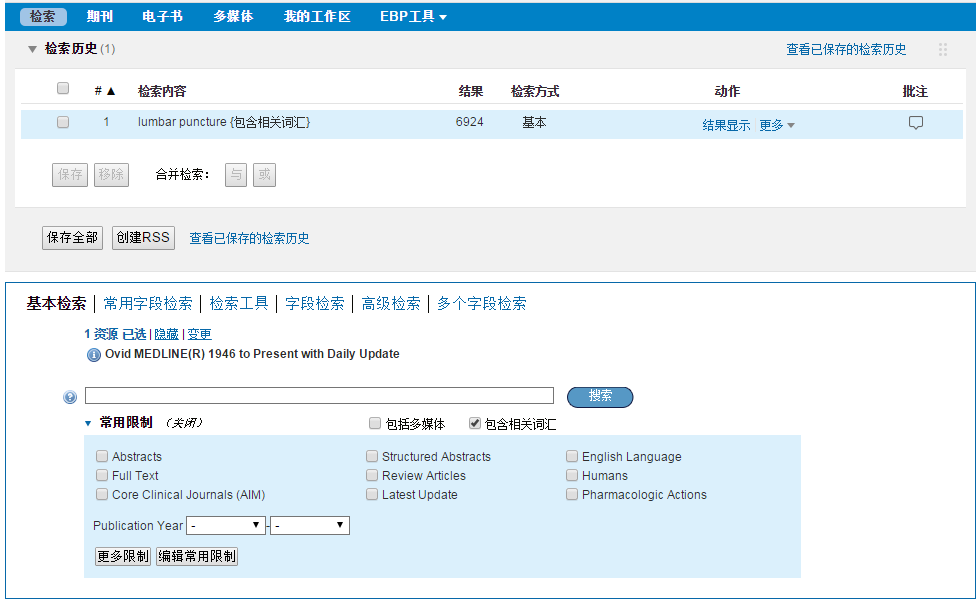 检索 期刊 电子书 多媒体 我的工作区 EBP工具
检索历史 (1) 查看已保存的检索历史
# ▲ 检索内容 结果 检索方式 动作 批注
1 lumbar puncture {包含相关词汇} 6924 基本 结果显示 更多
保存 移除 合并检索: 与 或
保存全部 创建RSS 查看已保存的检索历史
基本检索 | 常用字段检索 | 检索工具 | 字段检索 | 高级检索 | 多个字段检索
1 资源 已选 | 隐藏 | 变更
Ovid MEDLINE(R) 1946 to Present with Daily Update
搜索
常用限制 (关闭) 包括多媒体 包含相关词汇
Abstracts Structured Abstracts English Language
Full Text Review Articles Humans
Core Clinical Journals (AIM) Latest Update Pharmacologic Actions
Publication Year - - -
更多限制 编辑常用限制